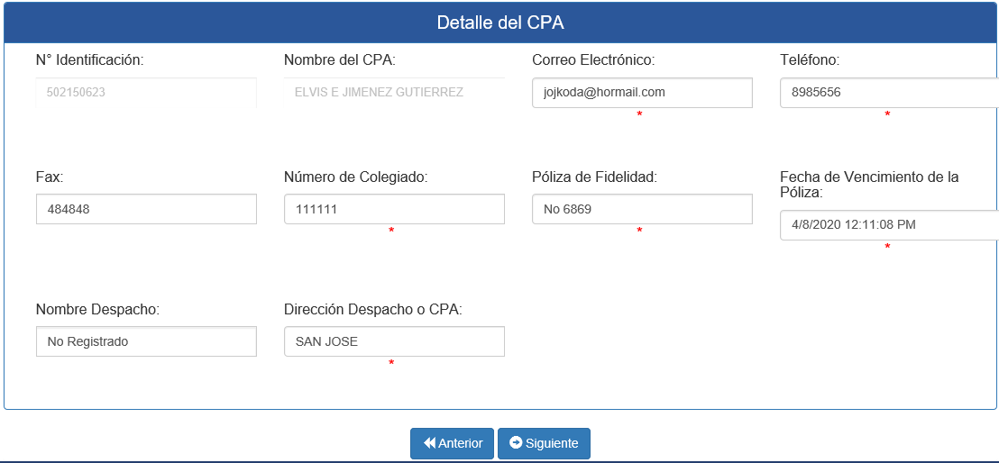 Detalle del CPA
N° Identificación: Nombre del CPA: Correo Electrónico: Teléfono:
502150623 ELVIS E JIMENEZ GUTIERREZ jojkoda@hormail.com 8985656
* *
Fax: Número de Colegiado: Póliza de Fidelidad: Fecha de Vencimiento de la
Póliza:
484848 111111 No 6869 4/8/2020 12:11:08 PM
* * *
Nombre Despacho: Dirección Despacho o CPA:
No Registrado SAN JOSE
*
Anterior Siguiente